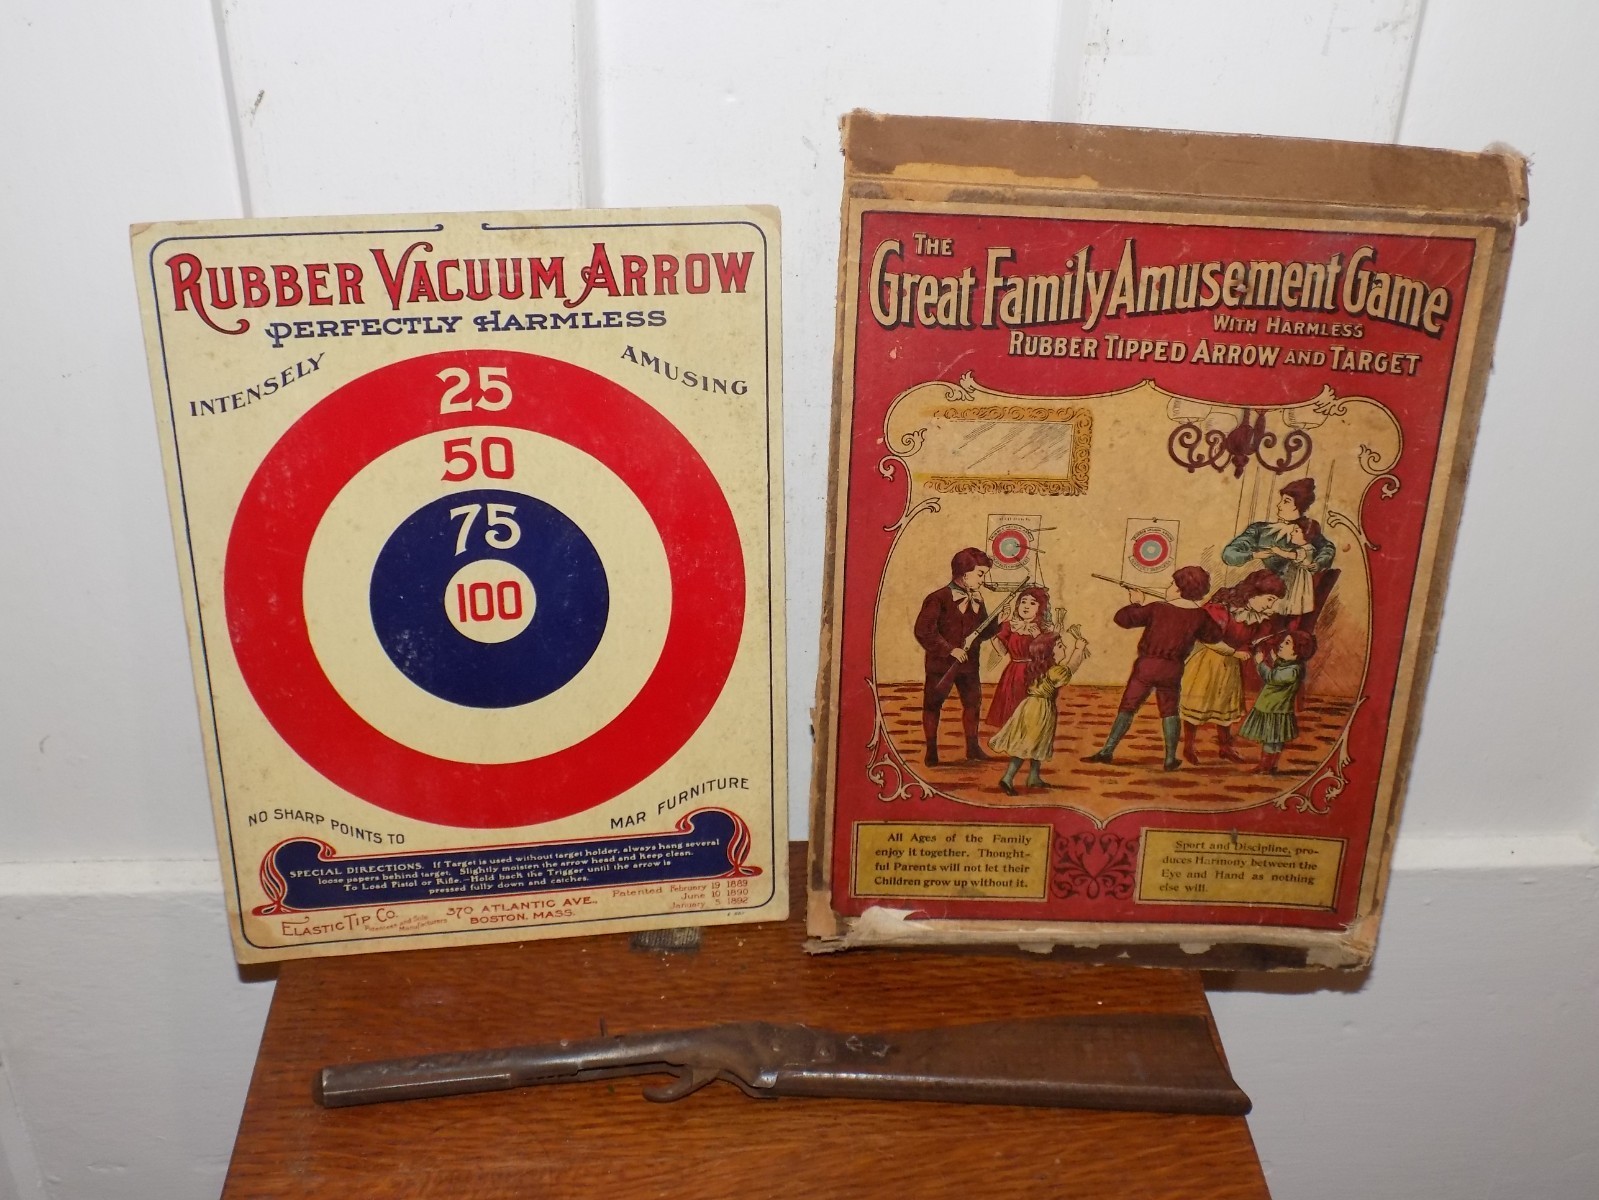 RUBBER VACUUM ARROW
PERFECTLY HARMLESS
INTENSELY
AMUSING
25
50
75
100
NO SHARP POINTS TO
MAR FURNITURE
SPECIAL DIRECTIONS. If Target is used without target holder, always hang several
loose papers behind target. Slightly moisten the arrow head and keep clean.
To Load Pistol or Rifle.—Hold back the Trigger until the arrow is
pressed fully down and catches.
ELASTIC TIP CO.
Patentees and Sole
Manufacturers
370 ATLANTIC AVE.,
BOSTON, MASS.
Patented February 19 1889
June 10 1890
January 5 1892
THE
Great Family Amusement Game
WITH HARMLESS
RUBBER TIPPED ARROW AND TARGET
All Ages of the Family
enjoy it together. Thought-
ful Parents will not let their
Children grow up without it.
Sport and Discipline, pro-
duces Harmony between the
Eye and Hand as nothing
else will.